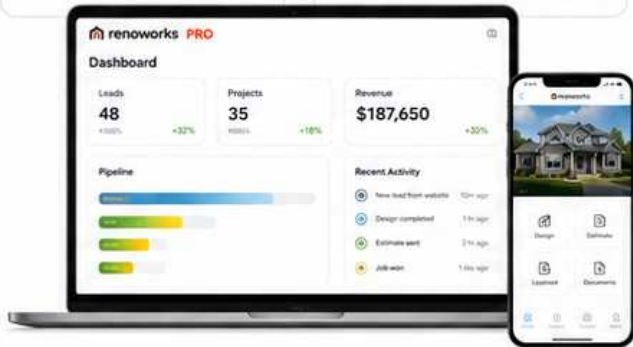 renoworks PRO
Dashboard
Leads
48
+32%
Projects
35
+18%
Revenue
$187,650
+30%
Pipeline
Recent Activity
New lead from website
Design completed 1 hr ago
Estimate sent 2 hr ago
Job won 1 day ago
renoworks
Design
Estimate
Documents